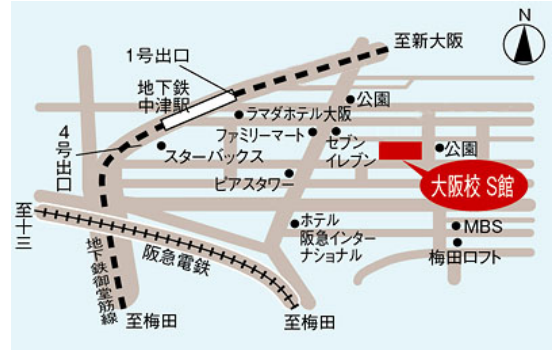 N
至新大阪
1号出口
地下鉄
中津駅
公園
ラマダホテル大阪
ファミリーマート
セブン
イレブン
公園
4号出口
スターバックス
ピアスタワー
大阪校 S館
至十三
ホテル
阪急インター
ナショナル
MBS
梅田ロフト
阪急電鉄
地下鉄御堂筋線
至梅田
至梅田